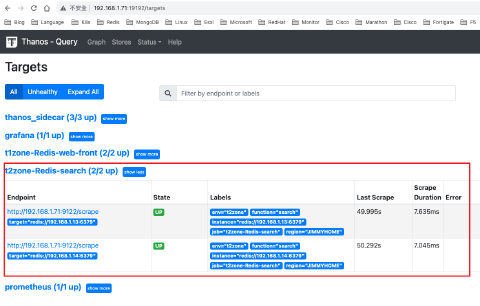 不安全 | 192.168.1.71:19192/targets
Blog Language K8s Redis MongoDB Linux Esxi Microsoft RedHat Monitor Cisco Marathon Cisco Fortigate F5
Thanos - Query Graph Stores Status Help
Targets
All Unhealthy Expand All
Filter by endpoint or labels
thanos_sidecar (3/3 up) show more
grafana (1/1 up) show more
t1zone-Redis-web-front (2/2 up) show more
t2zone-Redis-search (2/2 up) show less
Endpoint State Labels Last Scrape Scrape Duration Error
http://192.168.1.71:9122/scrape UP env="t2zone" function="search" 49.995s 7.635ms
target="redis://192.168.1.13:6379" instance="redis://192.168.1.13:6379"
job="t2zone-Redis-search" region="JIMMYHOME"
http://192.168.1.71:9122/scrape UP env="t2zone" function="search" 50.292s 7.045ms
target="redis://192.168.1.14:6379" instance="redis://192.168.1.14:6379"
job="t2zone-Redis-search" region="JIMMYHOME"
prometheus (1/1 up) show more